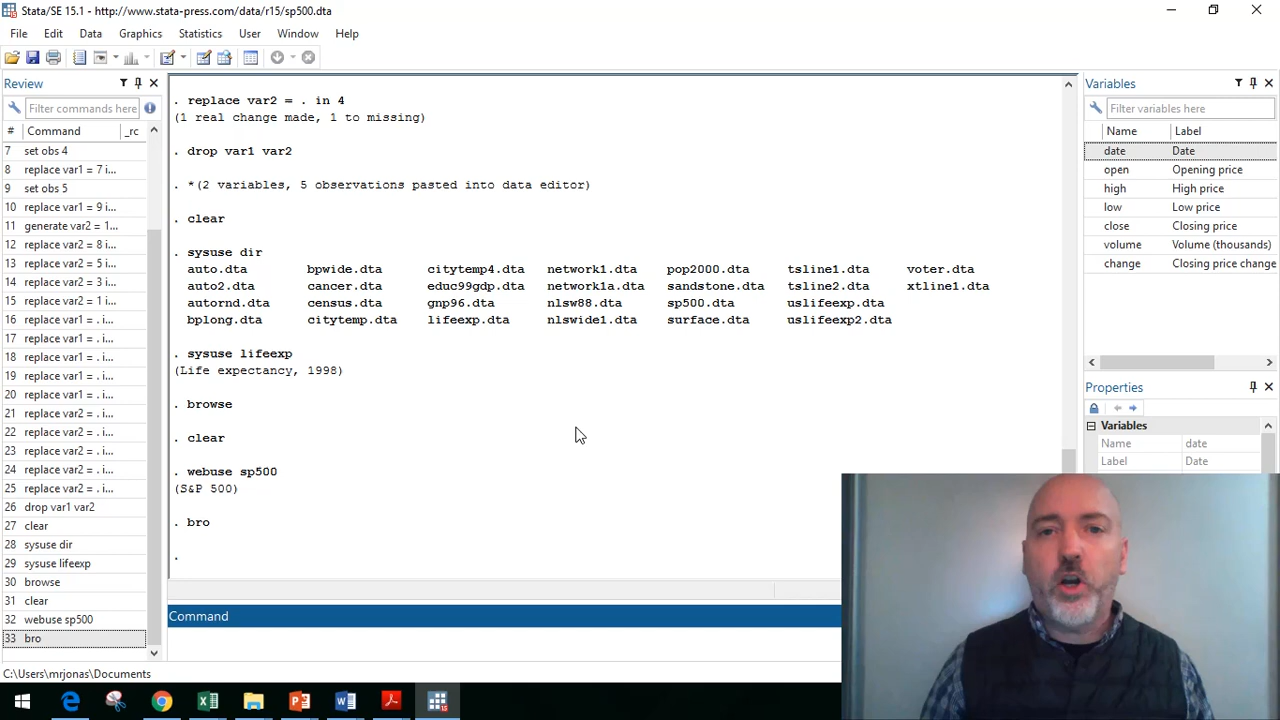 Stata/SE 15.1 - http://www.stata-press.com/data/r15/sp500.dta
File Edit Data Graphics Statistics User Window Help
Review
Filter commands here
# Command _rc
7 set obs 4
8 replace var1 = 7 i...
9 set obs 5
10 replace var1 = 9 i...
11 generate var2 = 1...
12 replace var2 = 8 i...
13 replace var2 = 5 i...
14 replace var2 = 3 i...
15 replace var2 = 1 i...
16 replace var1 = . i...
17 replace var1 = . i...
18 replace var1 = . i...
19 replace var1 = . i...
20 replace var1 = . i...
21 replace var2 = . i...
22 replace var2 = . i...
23 replace var2 = . i...
24 replace var2 = . i...
25 replace var2 = . i...
26 drop var1 var2
27 clear
28 sysuse dir
29 sysuse lifeexp
30 browse
31 clear
32 webuse sp500
33 bro
. replace var2 = . in 4
(1 real change made, 1 to missing)
. drop var1 var2
. *(2 variables, 5 observations pasted into data editor)
. clear
. sysuse dir
auto.dta bpwide.dta citytemp4.dta network1.dta pop2000.dta tsline1.dta voter.dta
auto2.dta cancer.dta educ99gdp.dta network1a.dta sandstone.dta tsline2.dta xtline1.dta
autornd.dta census.dta gnp96.dta nlsw88.dta sp500.dta uslifeexp.dta
bplong.dta citytemp.dta lifeexp.dta nlswide1.dta surface.dta uslifeexp2.dta
. sysuse lifeexp
(Life expectancy, 1998)
. browse
. clear
. webuse sp500
(S&P 500)
. bro
.
Command
Variables
Filter variables here
Name Label
date Date
open Opening price
high High price
low Low price
close Closing price
volume Volume (thousands)
change Closing price change
Properties
Variables
Name date
Label Date
C:\Users\mrjonas\Documents